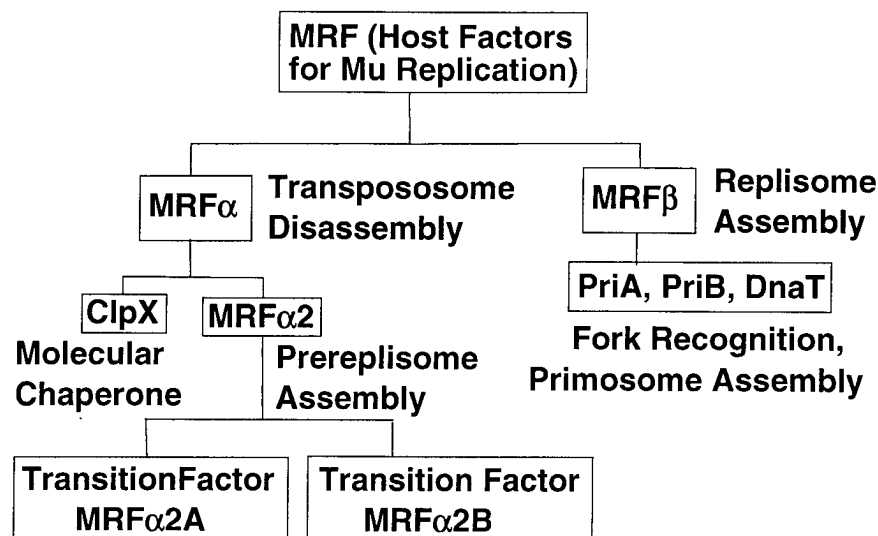 MRF (Host Factors
for Mu Replication)
MRFα
Transpososome
Disassembly
MRFβ
Replisome
Assembly
ClpX
MRFα2
PriA, PriB, DnaT
Molecular
Chaperone
Prereplisome
Assembly
Fork Recognition,
Primosome Assembly
TransitionFactor
MRFα2A
Transition Factor
MRFα2B